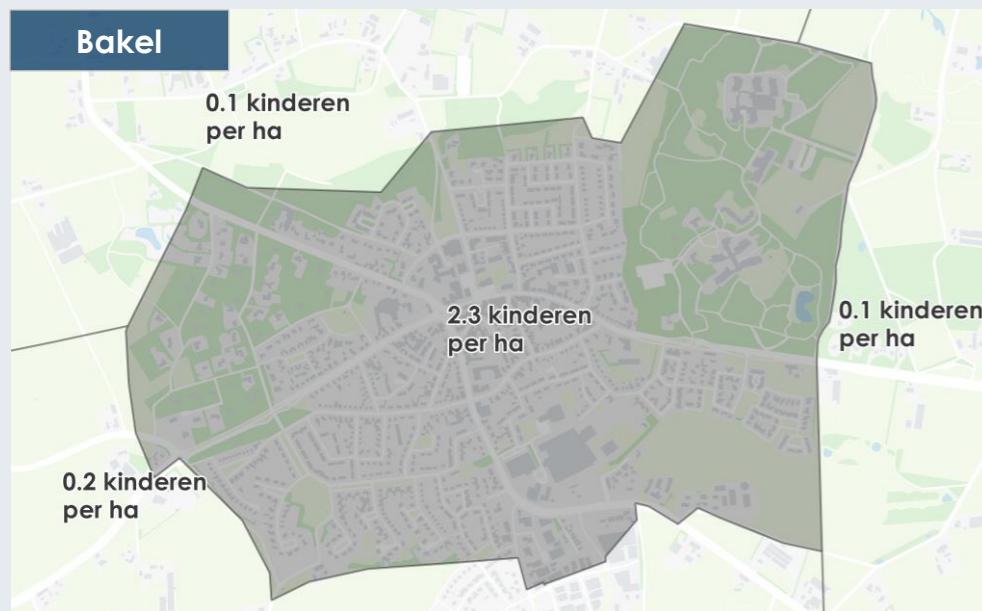 Bakel
0.1 kinderen
per ha
2.3 kinderen
per ha
0.1 kinderen
per ha
0.2 kinderen
per ha